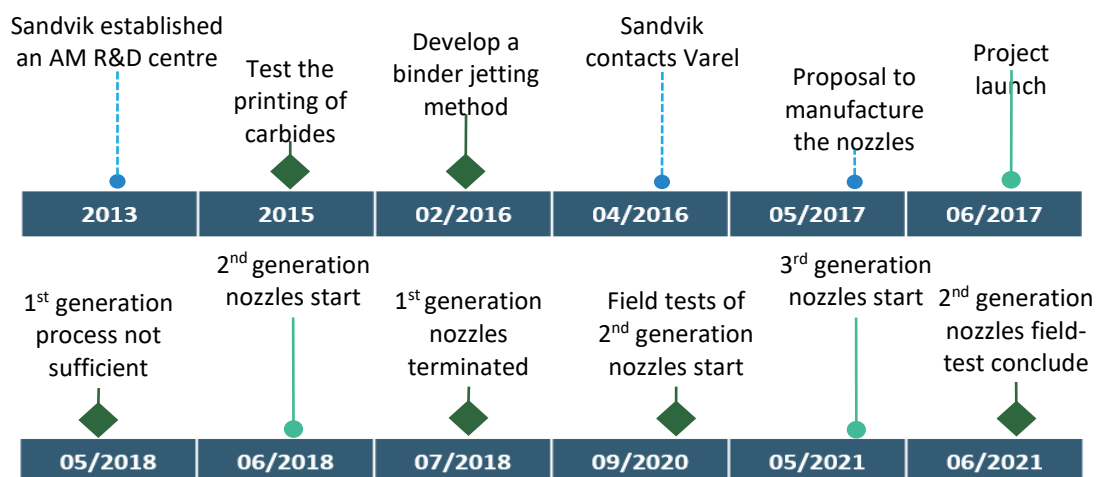 Sandvik established
an AM R&D centre
Test the
printing of
carbides
Develop a
binder jetting
method
Sandvik
contacts Varel
Proposal to
manufacture
the nozzles
Project
launch
2013
2015
02/2016
04/2016
05/2017
06/2017
1st generation
process not
sufficient
2nd generation
nozzles start
1st generation
nozzles
terminated
Field tests of
2nd generation
nozzles start
3rd generation
nozzles start
2nd generation
nozzles field-
test conclude
05/2018
06/2018
07/2018
09/2020
05/2021
06/2021